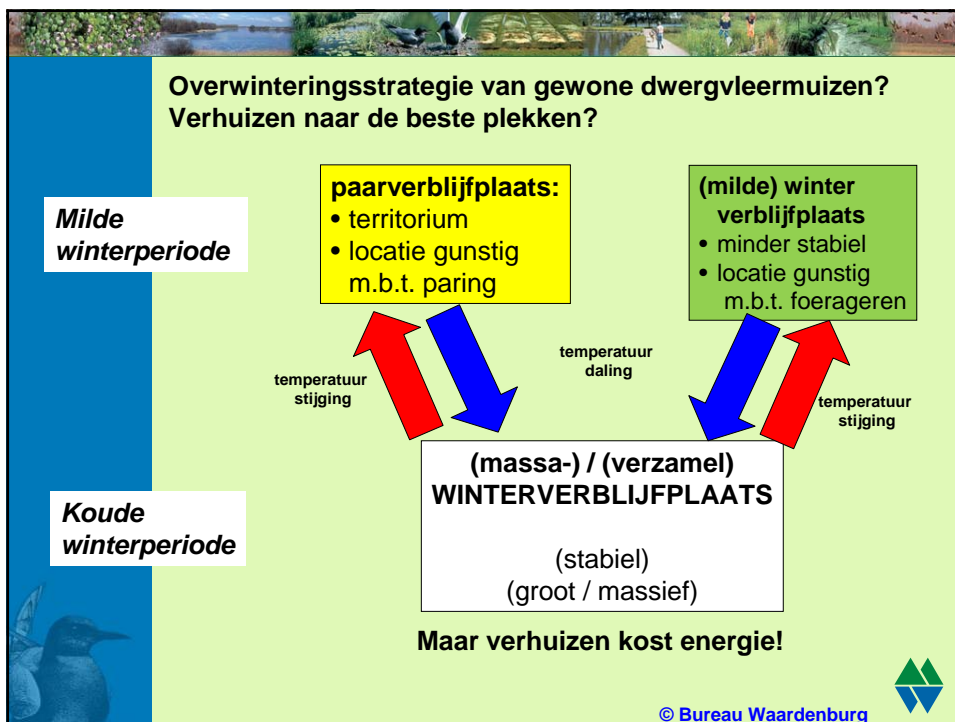 Overwinteringsstrategie van gewone dwergvleermuizen?
Verhuizen naar de beste plekken?
Milde
winterperiode
paarverblijfplaats:
• territorium
• locatie gunstig
m.b.t. paring
(milde) winter
verblijfplaats
• minder stabiel
• locatie gunstig
m.b.t. foerageren
temperatuur
stijging
temperatuur
daling
temperatuur
stijging
Koude
winterperiode
(massa-) / (verzamel)
WINTERVERBLIJFPLAATS
(stabiel)
(groot / massief)
Maar verhuizen kost energie!
© Bureau Waardenburg